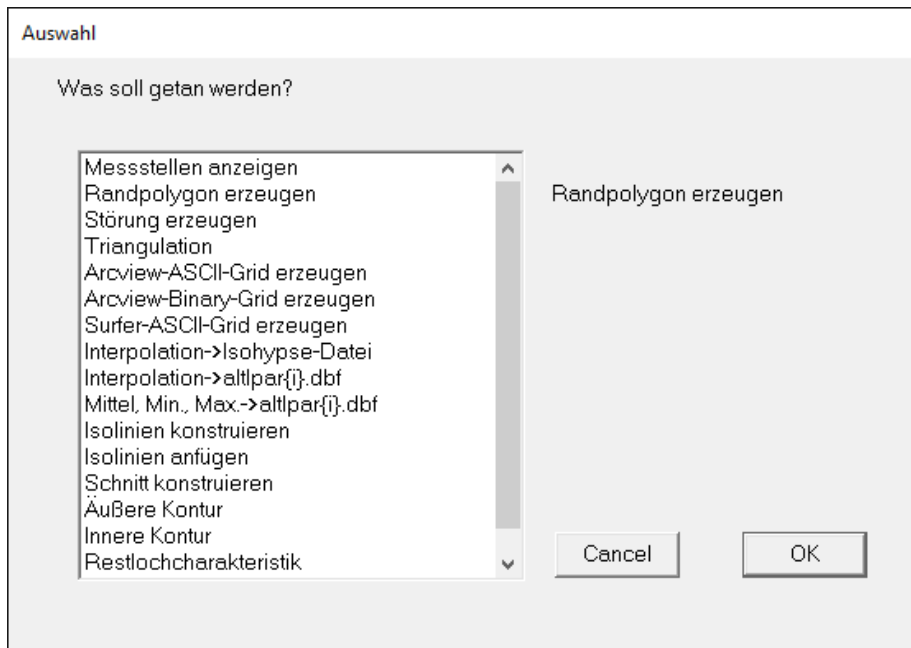 Auswahl
Was soll getan werden?
Messstellen anzeigen
Randpolygon erzeugen
Störung erzeugen
Triangulation
Arcview-ASCII-Grid erzeugen
Arcview-Binary-Grid erzeugen
Surfer-ASCII-Grid erzeugen
Interpolation->Isohypse-Datei
Interpolation->altlpar{i}.dbf
Mittel, Min., Max.->altlpar{i}.dbf
Isolinien konstruieren
Isolinien anfügen
Schnitt konstruieren
Äußere Kontur
Innere Kontur
Restlochcharakteristik
Randpolygon erzeugen
Cancel
OK